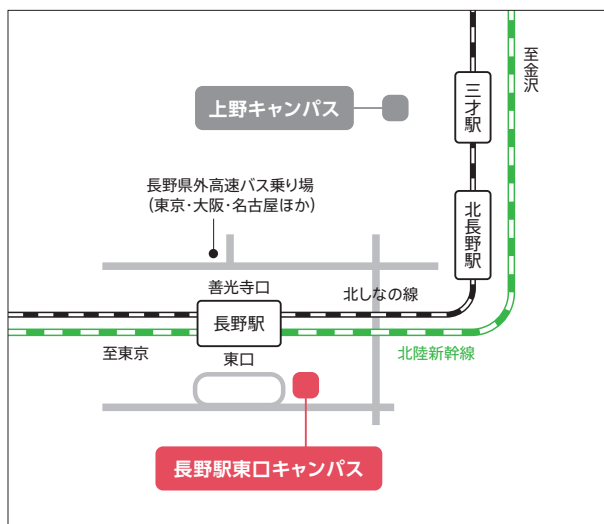 至金沢
三才駅
上野キャンパス
長野県外高速バス乗り場
(東京・大阪・名古屋ほか)
北長野駅
善光寺口
北しなの線
長野駅
至東京
東口
北陸新幹線
長野駅東口キャンパス